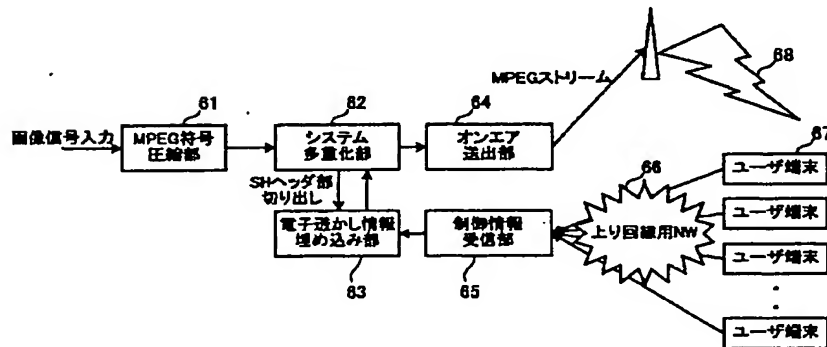 61
62
64
MPEGストリーム
68
画像信号入力
MPEG符号
圧縮部
システム
多重化部
オンエア
送出部
67
ユーザ端末
SHヘッダ部
切り出し
66
電子透かし情報
埋め込み部
制御情報
受信部
上り回線用NW
ユーザ端末
ユーザ端末
63
65
ユーザ端末